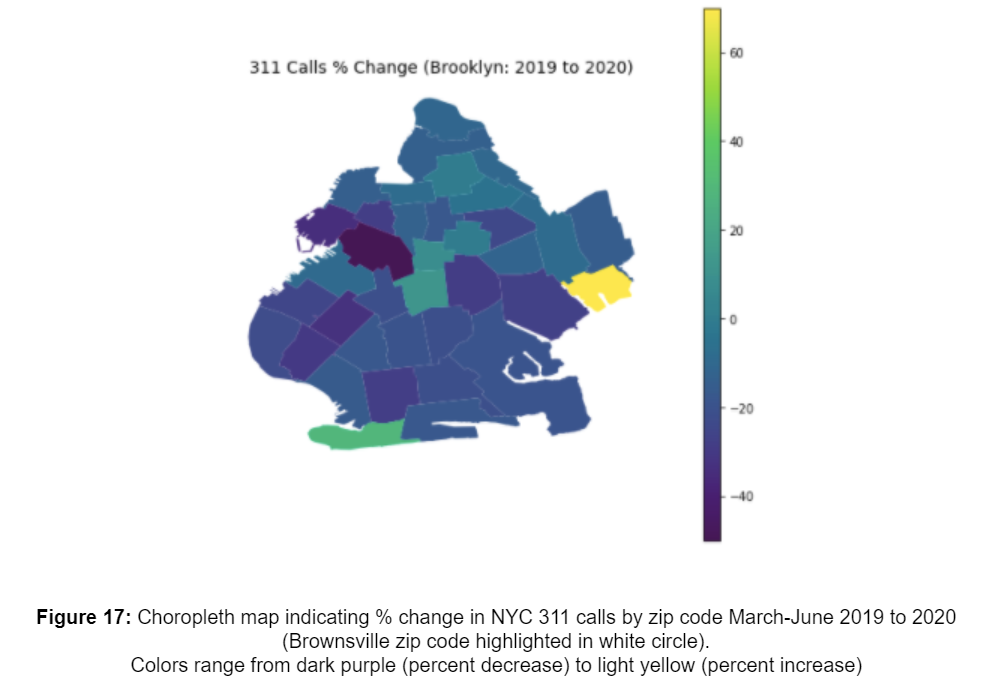 311 Calls % Change (Brooklyn: 2019 to 2020)
60
40
20
0
−20
−40
Figure 17: Choropleth map indicating % change in NYC 311 calls by zip code March-June 2019 to 2020
(Brownsville zip code highlighted in white circle).
Colors range from dark purple (percent decrease) to light yellow (percent increase)